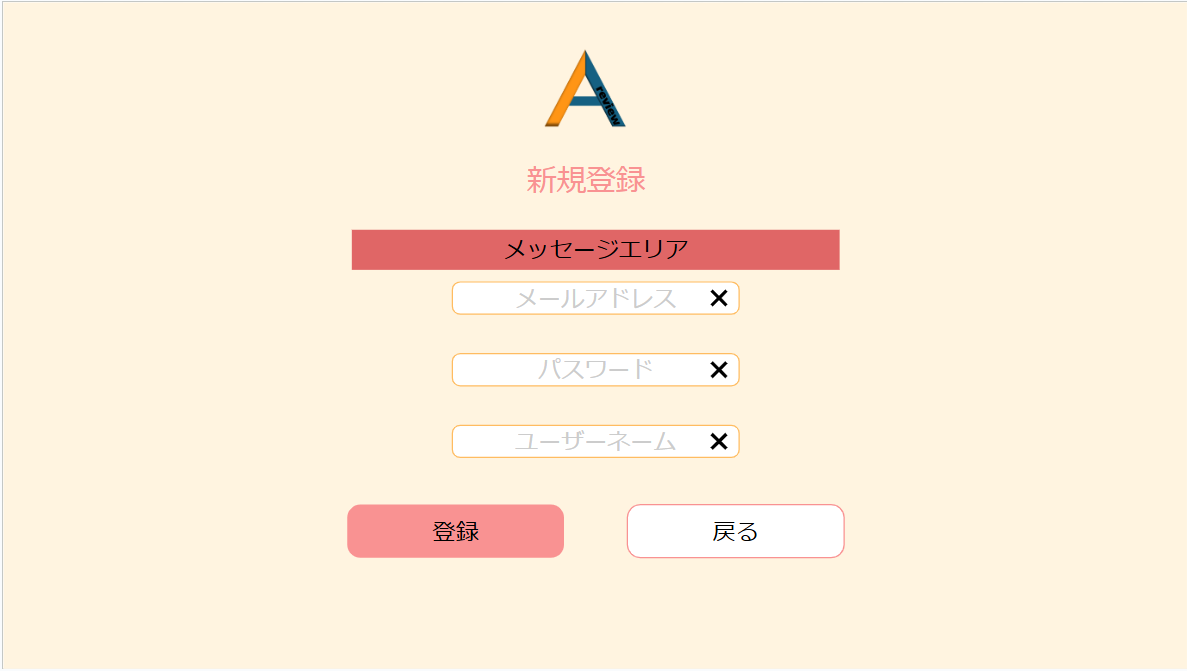 review
新規登録
メッセージエリア
メールアドレス ×
パスワード ×
ユーザーネーム ×
登録 戻る